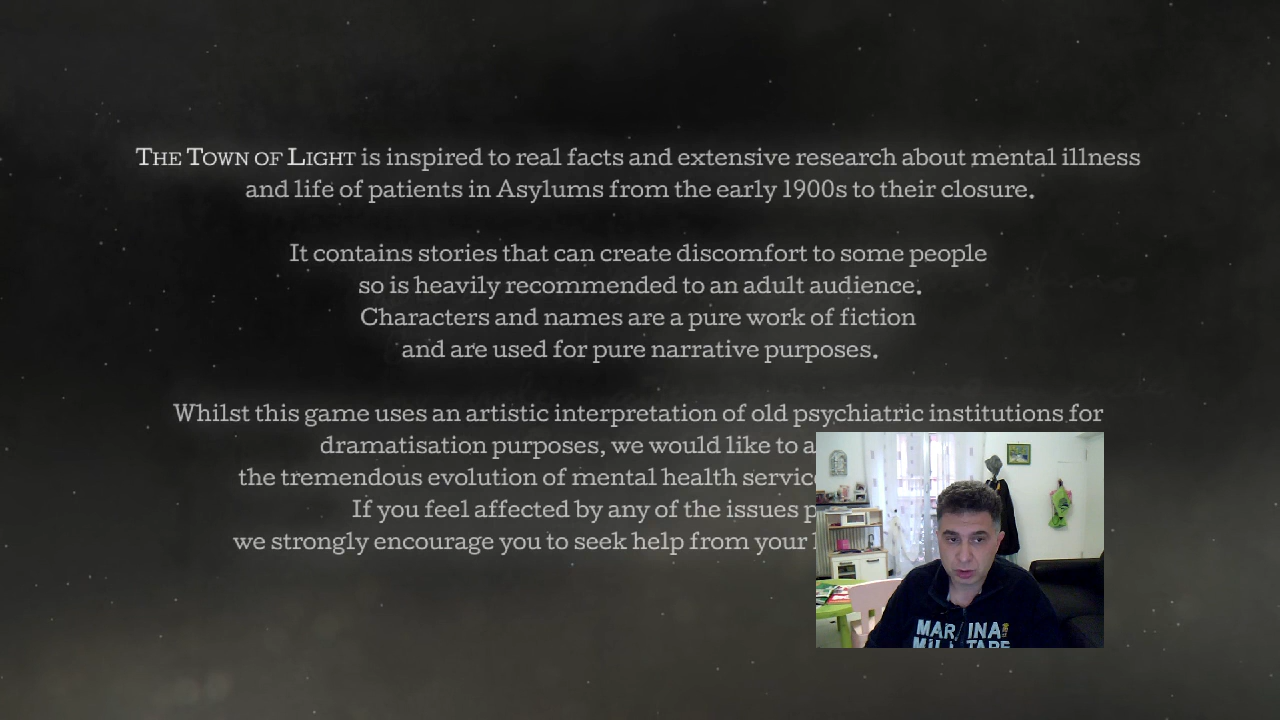 THE TOWN OF LIGHT is inspired to real facts and extensive research about mental illness
and life of patients in Asylums from the early 1900s to their closure.
It contains stories that can create discomfort to some people
so is heavily recommended to an adult audience.
Characters and names are a pure work of fiction
and are used for pure narrative purposes.
Whilst this game uses an artistic interpretation of old psychiatric institutions for
dramatisation purposes, we would like to
the tremendous evolution of mental health
If you feel affected by any of the issues
we strongly encourage you to seek help from your
MAR INA